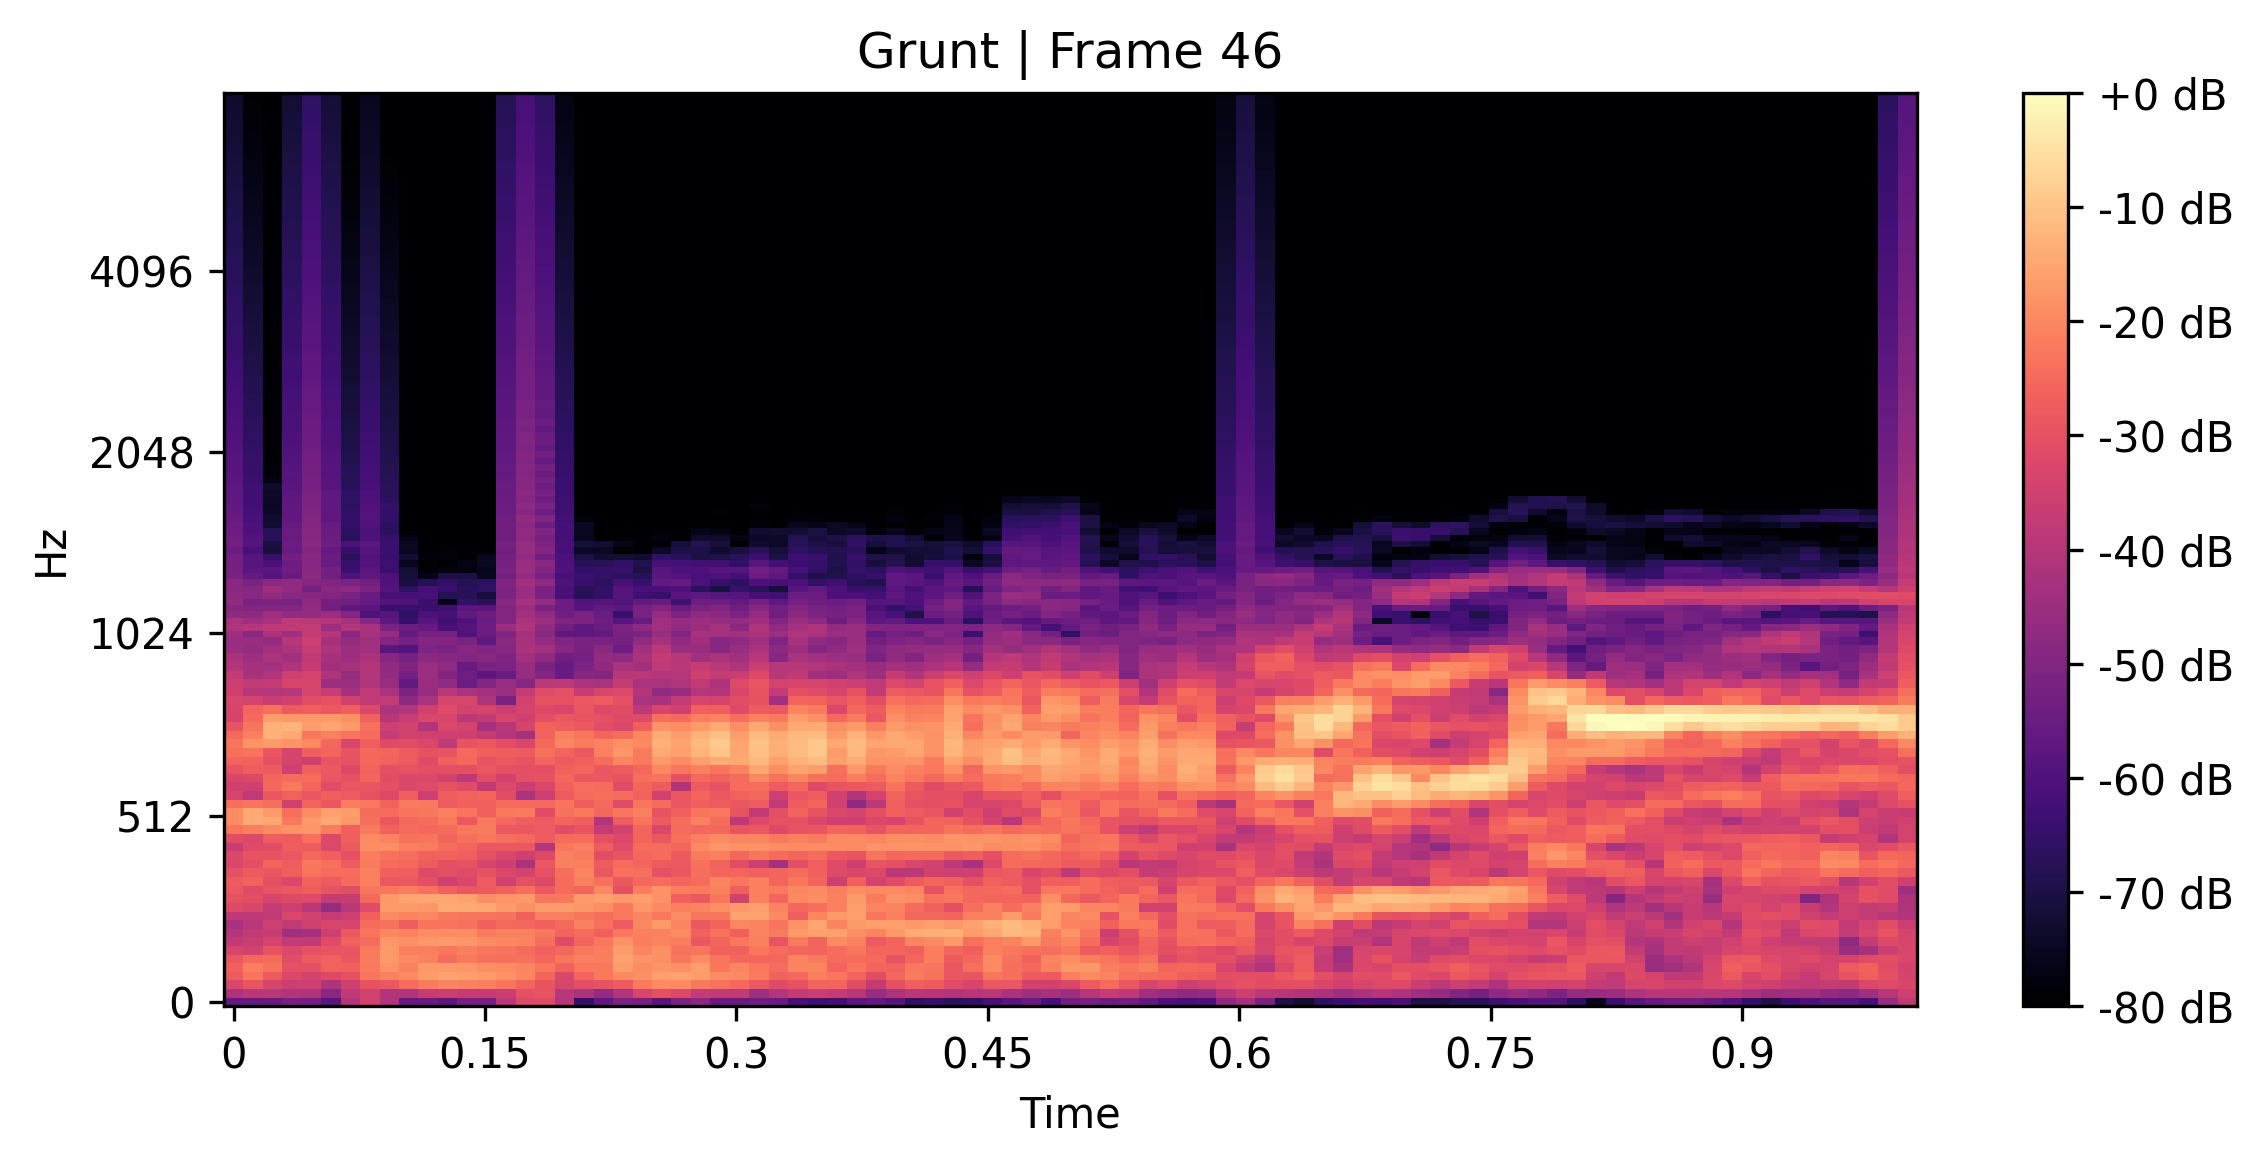 Grunt | Frame 46
+0 dB
-10 dB
-20 dB
-30 dB
-40 dB
-50 dB
-60 dB
-70 dB
-80 dB
Hz
4096
2048
1024
512
0
0 0.15 0.3 0.45 0.6 0.75 0.9
Time